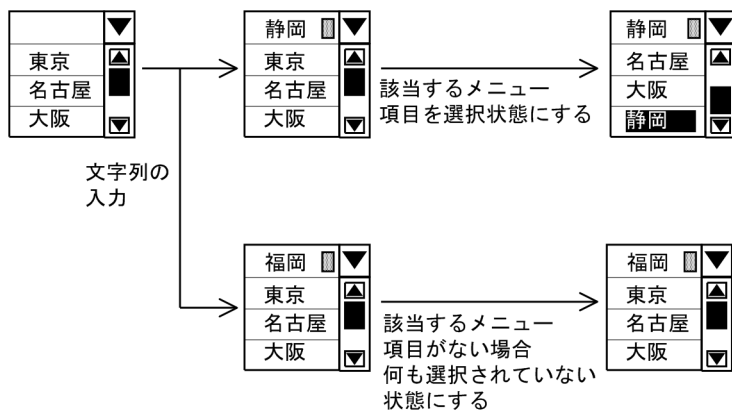 東京
名古屋
大阪
文字列の
入力
静岡
東京
名古屋
大阪
該当するメニュー
項目を選択状態にする
静岡
名古屋
大阪
静岡
福岡
東京
名古屋
大阪
該当するメニュー
項目がない場合
何も選択されていない
状態にする
福岡
東京
名古屋
大阪